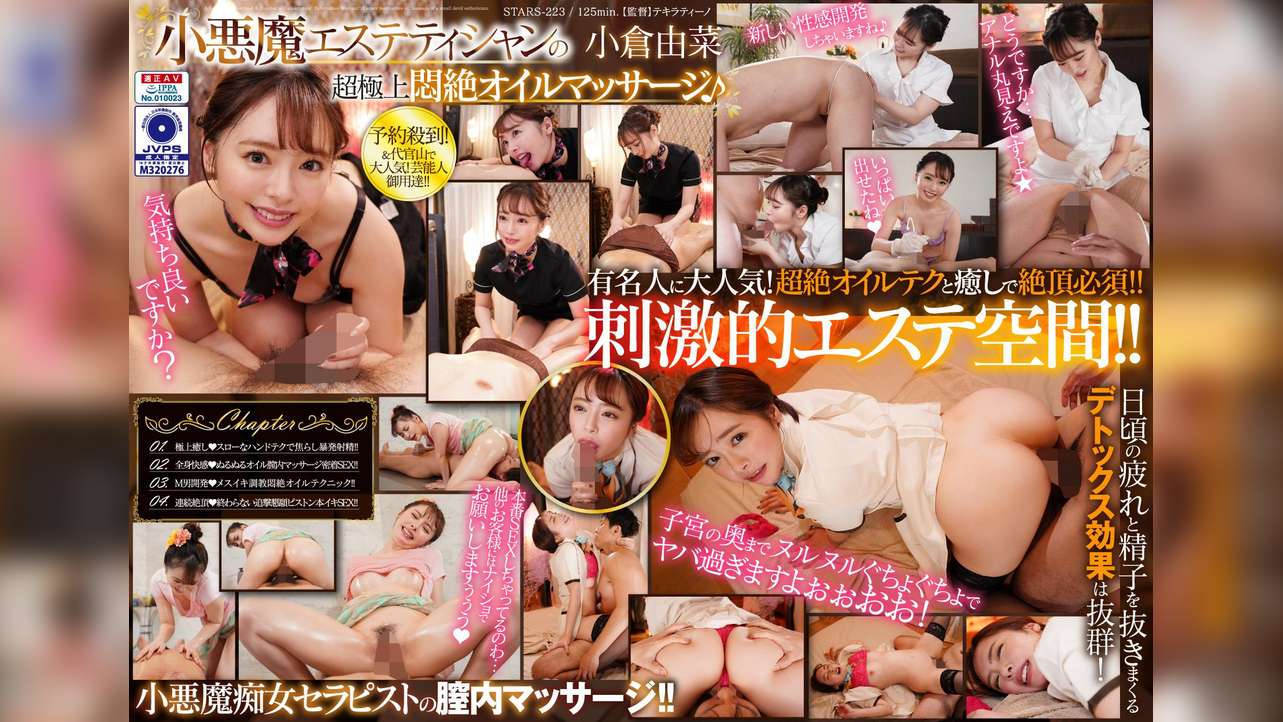 STARS-223 / 125min. 【監督】テキラティーノ
小悪魔エステティシャンの
小倉由菜
超極上 悶絶オイルマッサージ♪
適正AV
IPPA
No.010023
JVPS
成人指定
M320276
予約殺到!
&代官山で
大人気!芸能人
御用達!!
気持ち良い
ですか?
新しい性感開発
しちゃいますね♪
どうですか…
アナル丸見えですよ★
いっぱい
出せたね♥
有名人に大人気!超絶オイルテクと癒しで絶頂必須!!
刺激的エステ空間!!
Chapter
01. 極上癒し♥スローなハンドテクで焦らし暴発射精!!
02. 全身快感♥ぬるぬるオイル膣内マッサージ密着SEX!!
03. M男開発♥メスイキ調教悶絶オイルテクニック!!
04. 連続絶頂♥終わらない追撃懇願ピストン本イキSEX!!
日頃の疲れと精子を抜きまくる
デトックス効果は抜群!
本番SEXしちゃってるのわ…
他のお客様にはナイショで
お願いしますぅぅ♥
子宮の奥までヌルヌルぐちょぐちょで
ヤバ過ぎますよぉぉぉお!
小悪魔痴女セラピストの膣内マッサージ!!